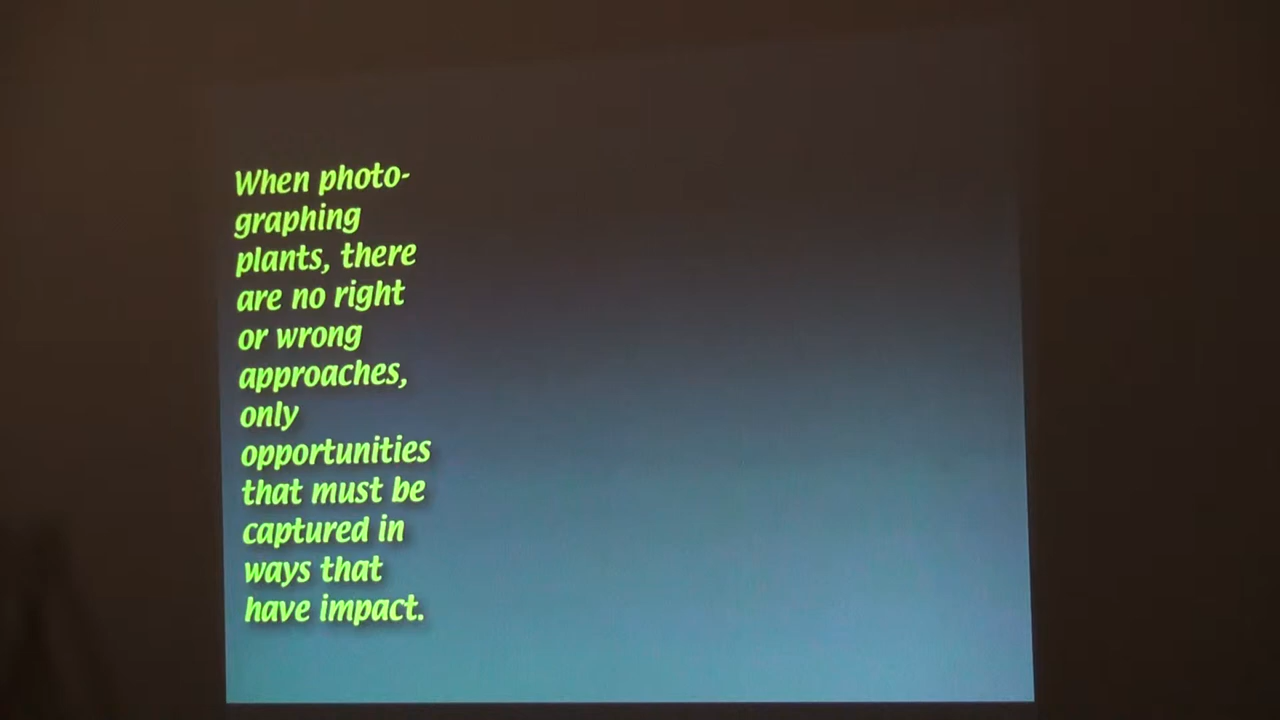 When photo-
graphing
plants, there
are no right
or wrong
approaches,
only
opportunities
that must be
captured in
ways that
have impact.